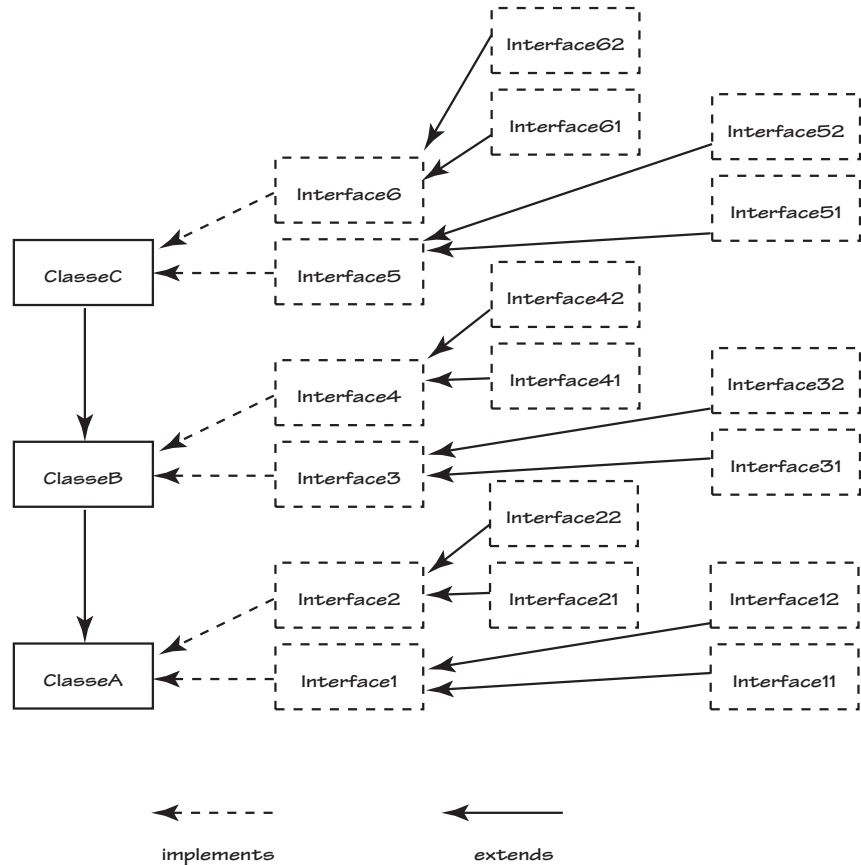 Interface62
Interface61
Interface52
Interface6
Interface51
ClasseC
Interface5
Interface42
Interface41
Interface32
Interface4
ClasseB
Interface3
Interface31
Interface22
Interface2
Interface21
Interface12
ClasseA
Interface1
Interface11
implements
extends